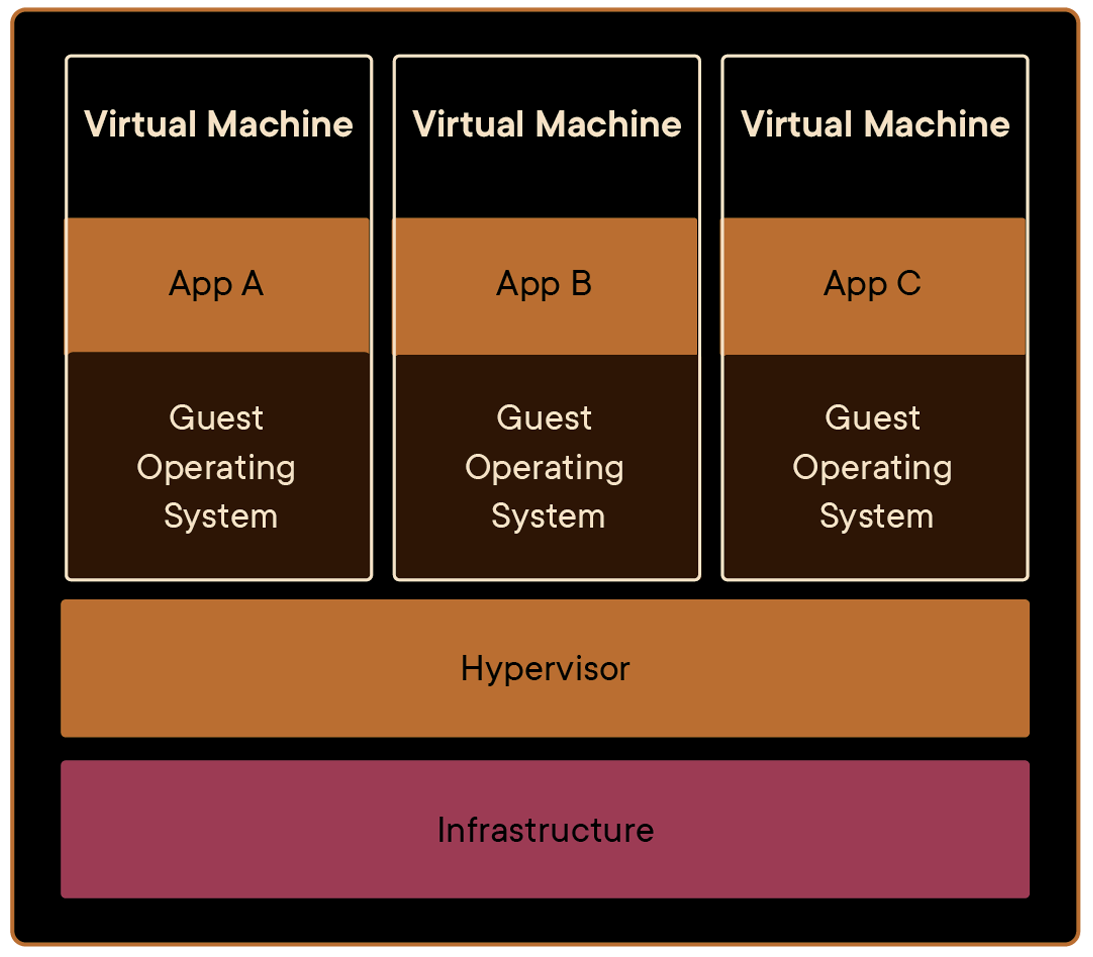 Virtual Machine
Virtual Machine
Virtual Machine
App A
App B
App C
Guest
Operating
System
Guest
Operating
System
Guest
Operating
System
Hypervisor
Infrastructure